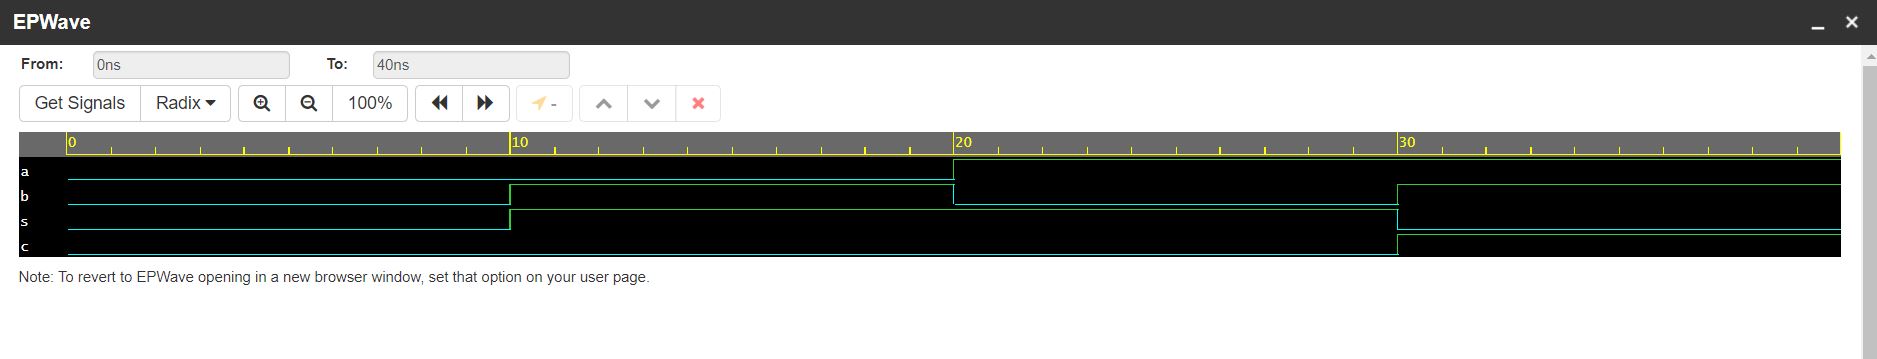 EPWave
From: 0ns To: 40ns
Get Signals Radix 100% -
0 10 20 30
a
b
s
c
Note: To revert to EPWave opening in a new browser window, set that option on your user page.